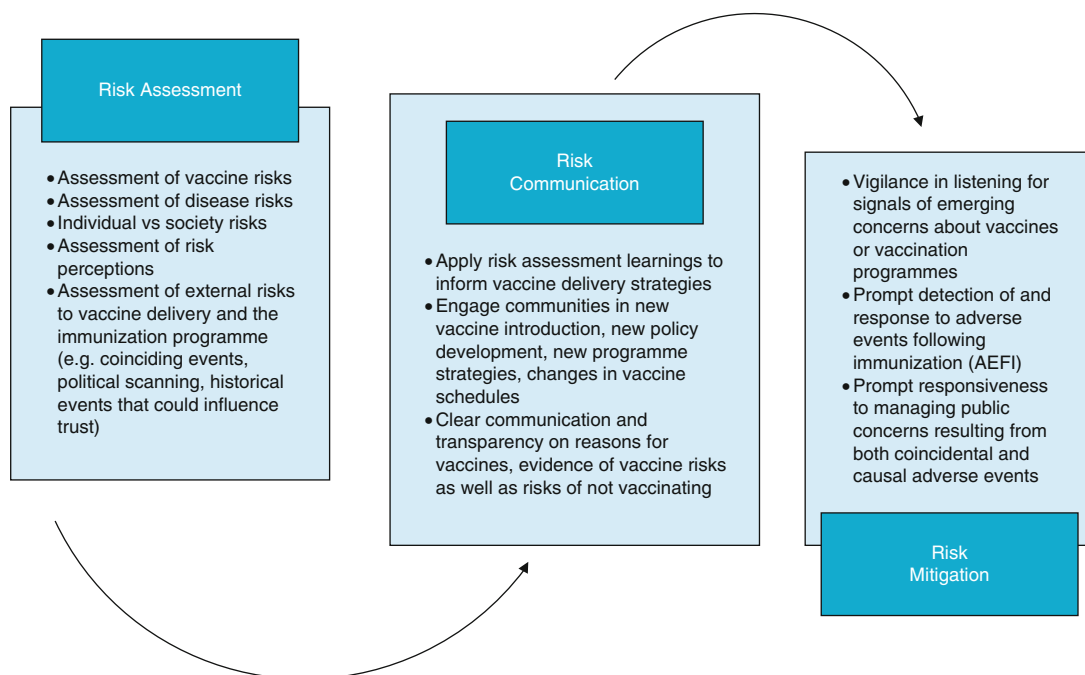 Risk Assessment
•Assessment of vaccine risks
•Assessment of disease risks
•Individual vs society risks
•Assessment of risk
perceptions
•Assessment of external risks
to vaccine delivery and the
immunization programme
(e.g. coinciding events,
political scanning, historical
events that could influence
trust)
Risk
Communication
•Apply risk assessment learnings to
inform vaccine delivery strategies
•Engage communities in new
vaccine introduction, new policy
development, new programme
strategies, changes in vaccine
schedules
•Clear communication and
transparency on reasons for
vaccines, evidence of vaccine risks
as well as risks of not vaccinating
•Vigilance in listening for
signals of emerging
concerns about vaccines
or vaccination
programmes
•Prompt detection of and
response to adverse
events following
immunization (AEFI)
•Prompt responsiveness
to managing public
concerns resulting from
both coincidental and
causal adverse events
Risk
Mitigation